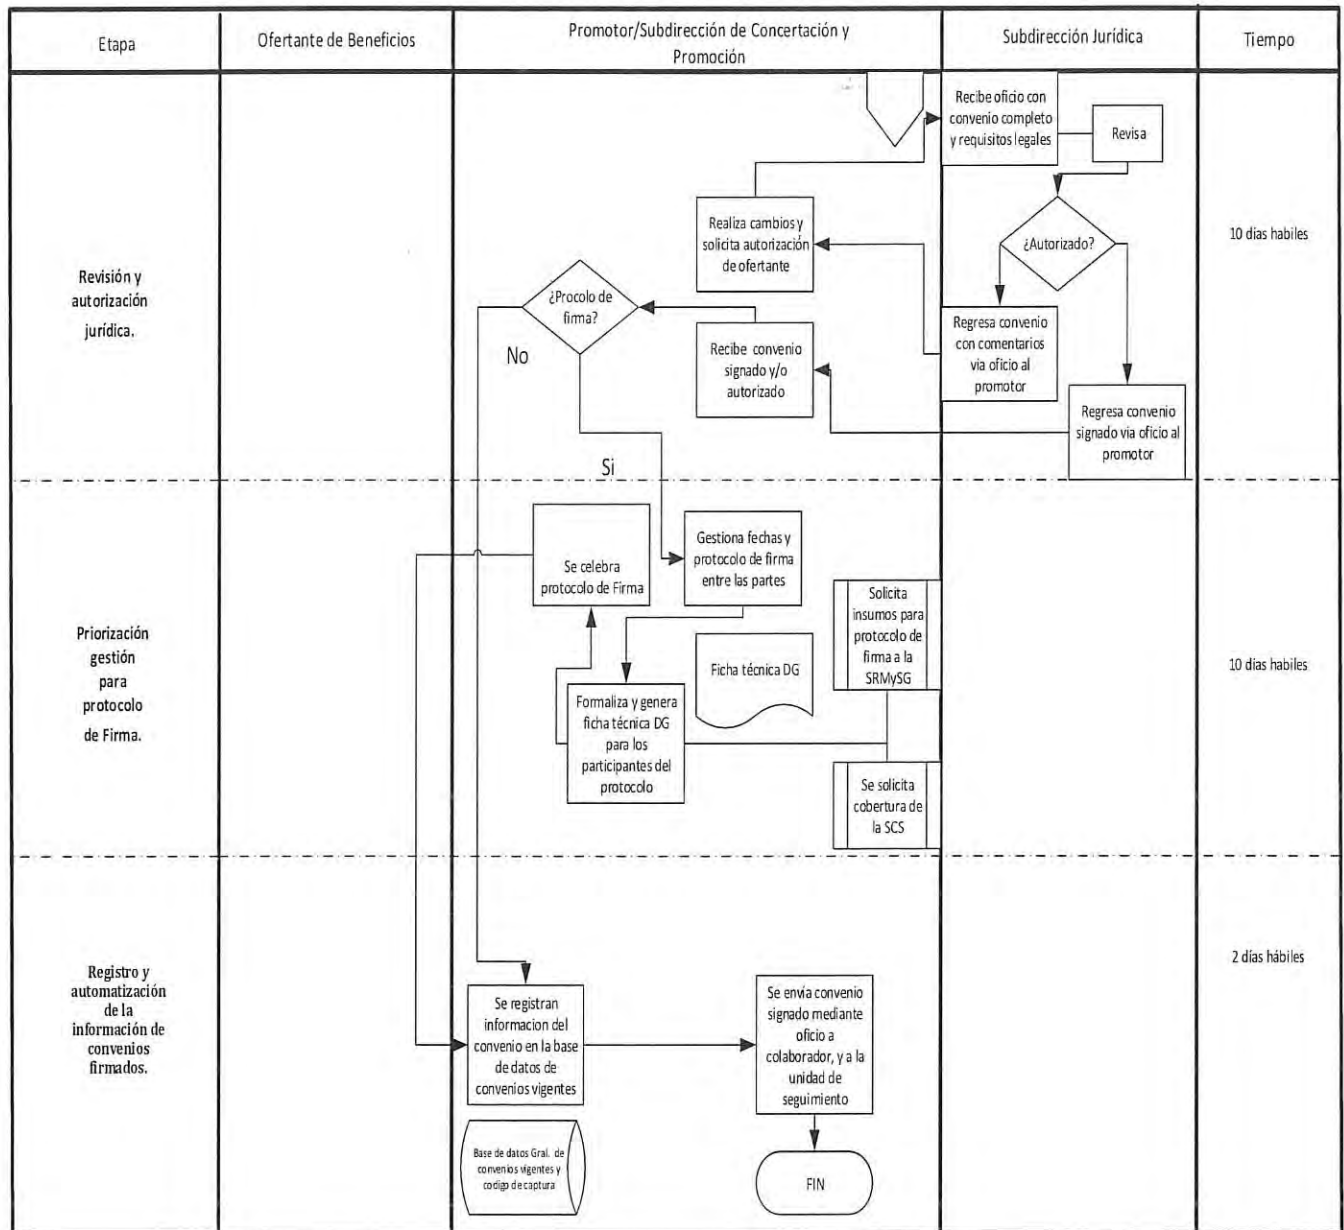 Etapa
Ofertante de Beneficios
Promotor/Subdirección de Concertación y
Promoción
Subdirección Jurídica
Tiempo
Revisión y
autorización
jurídica.
Recibe oficio con
convenio completo
y requisitos legales
Revisa
¿Autorizado?
Realiza cambios y
solicita autorización
de ofertante
¿Procolo de
firma?
No
Si
Recibe convenio
signado y/o
autorizado
Regresa convenio
con comentarios
via oficio al
promotor
Regresa convenio
signado via oficio al
promotor
10 días habiles
Priorización
gestión
para
protocolo
de Firma.
Se celebra
protocolo de Firma
Gestiona fechas y
protocolo de firma
entre las partes
Solicita
insumos para
protocolo de
firma a la
SRMySG
Ficha técnica DG
Formaliza y genera
ficha técnica DG
para los
participantes del
protocolo
Se solicita
cobertura de
la SCS
10 días habiles
Registro y
automatización
de la
información de
convenios
firmados.
Se registran
informacion del
convenio en la base
de datos de
convenios vigentes
Se envía convenio
signado mediante
oficio a
colaborador, y a la
unidad de
seguimiento
Base de datos Gral. de
convenios vigentes y
codigo de captura
FIN
2 días hábiles